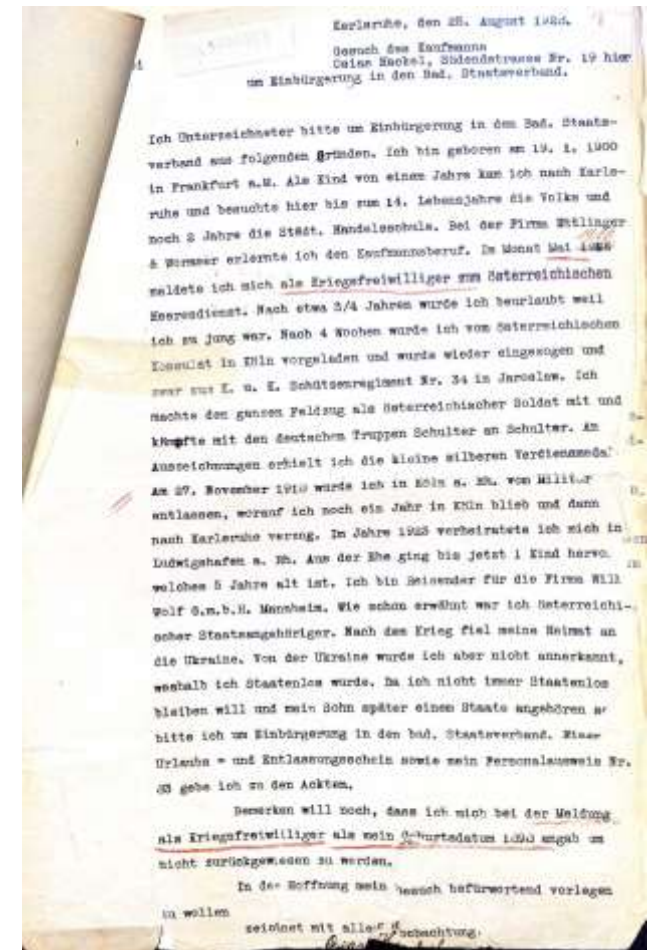 Karlsruhe, den 28. August 1928.
Gesuch des Kaufmanns
Heckel, Südendstrasse Nr. 19 hier
um Einbürgerung in den Bad. Staatsverband.
Ich Unterzeichneter bitte um Einbürgerung in den Bad. Staats-
verband aus folgenden Gründen. Ich bin geboren am 19. 1. 1900
in Frankfurt a.M. Als Kind von einem Jahre kam ich nach Karls-
ruhe und besuchte hier bis zum 14. Lebensjahre die Volks und
noch 2 Jahre die Städt. Handelsschule. Bei der Firma Ettlinger
& Wormser erlernte ich den Kaufmannsberuf. Im Monat Mai
meldete ich mich als Kriegsfreiwilliger zum österreichischen
Heeresdienst. Nach etwa 3/4 Jahren wurde ich beurlaubt weil
ich zu jung war. Nach 4 Wochen wurde ich vom österreichischen
Konsulat in Köln vorgeladen und wurde wieder eingezogen und
zwar zum K. u. K. Schützenregiment Nr. 34 in Jaroslaw. Ich
machte den ganzen Feldzug als österreichischer Soldat mit und
kämpfte mit den deutschen Truppen Schulter an Schulter. An
Auszeichnungen erhielt ich die kleine silberen
Am 27. November 1918 wurde ich in Köln a. Rh. vom Militär
entlassen, worauf ich noch ein Jahr in Köln blieb und dann
nach Karlsruhe verzog. Im Jahre 1923 verheiratete ich mich in
Ludwigshafen a. Rh. Aus der Ehe ging bis jetzt 1 Kind hervo
welches 5 Jahre alt ist. Ich bin Reisender für die Firma Will
Wolf G.m.b.H. Mannheim. Wie schon erwähnt war ich österreichi-
scher Staatsangehöriger. Nach dem Krieg fiel meine Heimat an
die Ukraine. Von der Ukraine wurde ich aber nicht annerkannt,
weshalb ich Staatenlos wurde. Da ich nicht immer Staatenlos
bleiben will und mein Sohn später einem Staate angehören
bitte ich um Einbürgerung in den bad. Staatsverband.
Urlaubs = und Entlassungsschein sowie mein Personalausweis Nr.
33 gebe ich zu den Ackten.
Bemerken will noch, dass ich mich bei der Meldung
als Kriegsfreiwilliger als mein Geburtsdatum 1898 angab um
nicht zurückgewiesen zu werden.
In der Hoffnung mein Gesuch befürwortend vorlegen
zu wollen
zeichnet mit aller Hochachtung.